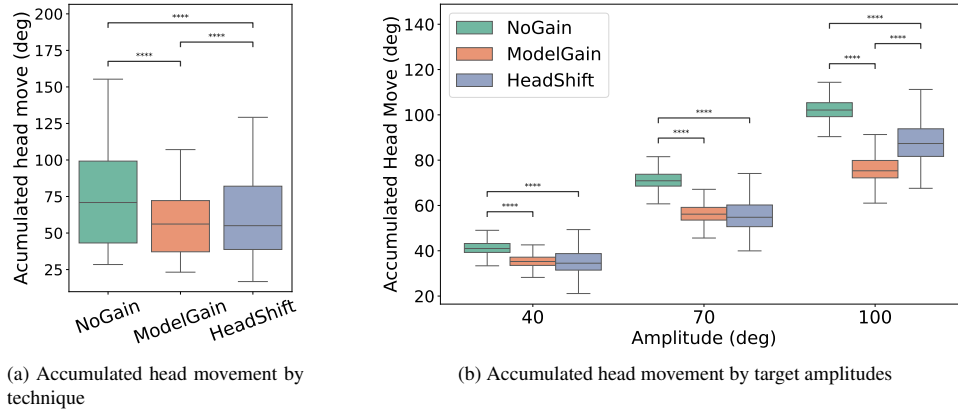 Acumulated head move (deg)
200
175
150
125
100
75
50
25
****
****
****
NoGain
ModelGain
HeadShift
(a) Accumulated head movement by
technique
Accumulated Head Move (deg)
140
120
100
80
60
40
20
NoGain
ModelGain
HeadShift
****
****
****
****
****
****
****
40
70
100
Amplitude (deg)
(b) Accumulated head movement by target amplitudes